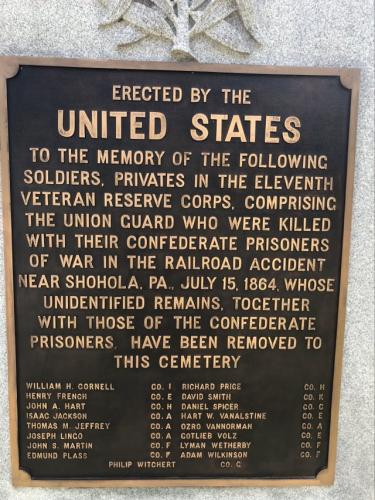 ERECTED BY THE
UNITED STATES
TO THE MEMORY OF THE FOLLOWING
SOLDIERS, PRIVATES IN THE ELEVENTH
VETERAN RESERVE CORPS, COMPRISING
THE UNION GUARD WHO WERE KILLED
WITH THEIR CONFEDERATE PRISONERS
OF WAR IN THE RAILROAD ACCIDENT
NEAR SHOHOLA, PA., JULY 15, 1864, WHOSE
UNIDENTIFIED REMAINS, TOGETHER
WITH THOSE OF THE CONFEDERATE
PRISONERS, HAVE BEEN REMOVED TO
THIS CEMETERY
WILLIAM H. CORNELL CO. I RICHARD PRICE CO. H
HENRY FRENCH CO. E DAVID SMITH CO. K
JOHN A. HART CO. H DANIEL SPICER CO. G
ISAAC JACKSON CO. A HART W. VANALSTINE CO. E
THOMAS M. JEFFREY CO. A OZRO VANNORMAN CO. A
JOSEPH LINGO CO. A GOTLIEB VOLZ CO. E
JOHN S. MARTIN CO. F LYMAN WETHERBY CO. F
EDMUND PLASS CO. F ADAM WILKINSON CO. F
PHILIP WITCHERT CO. G